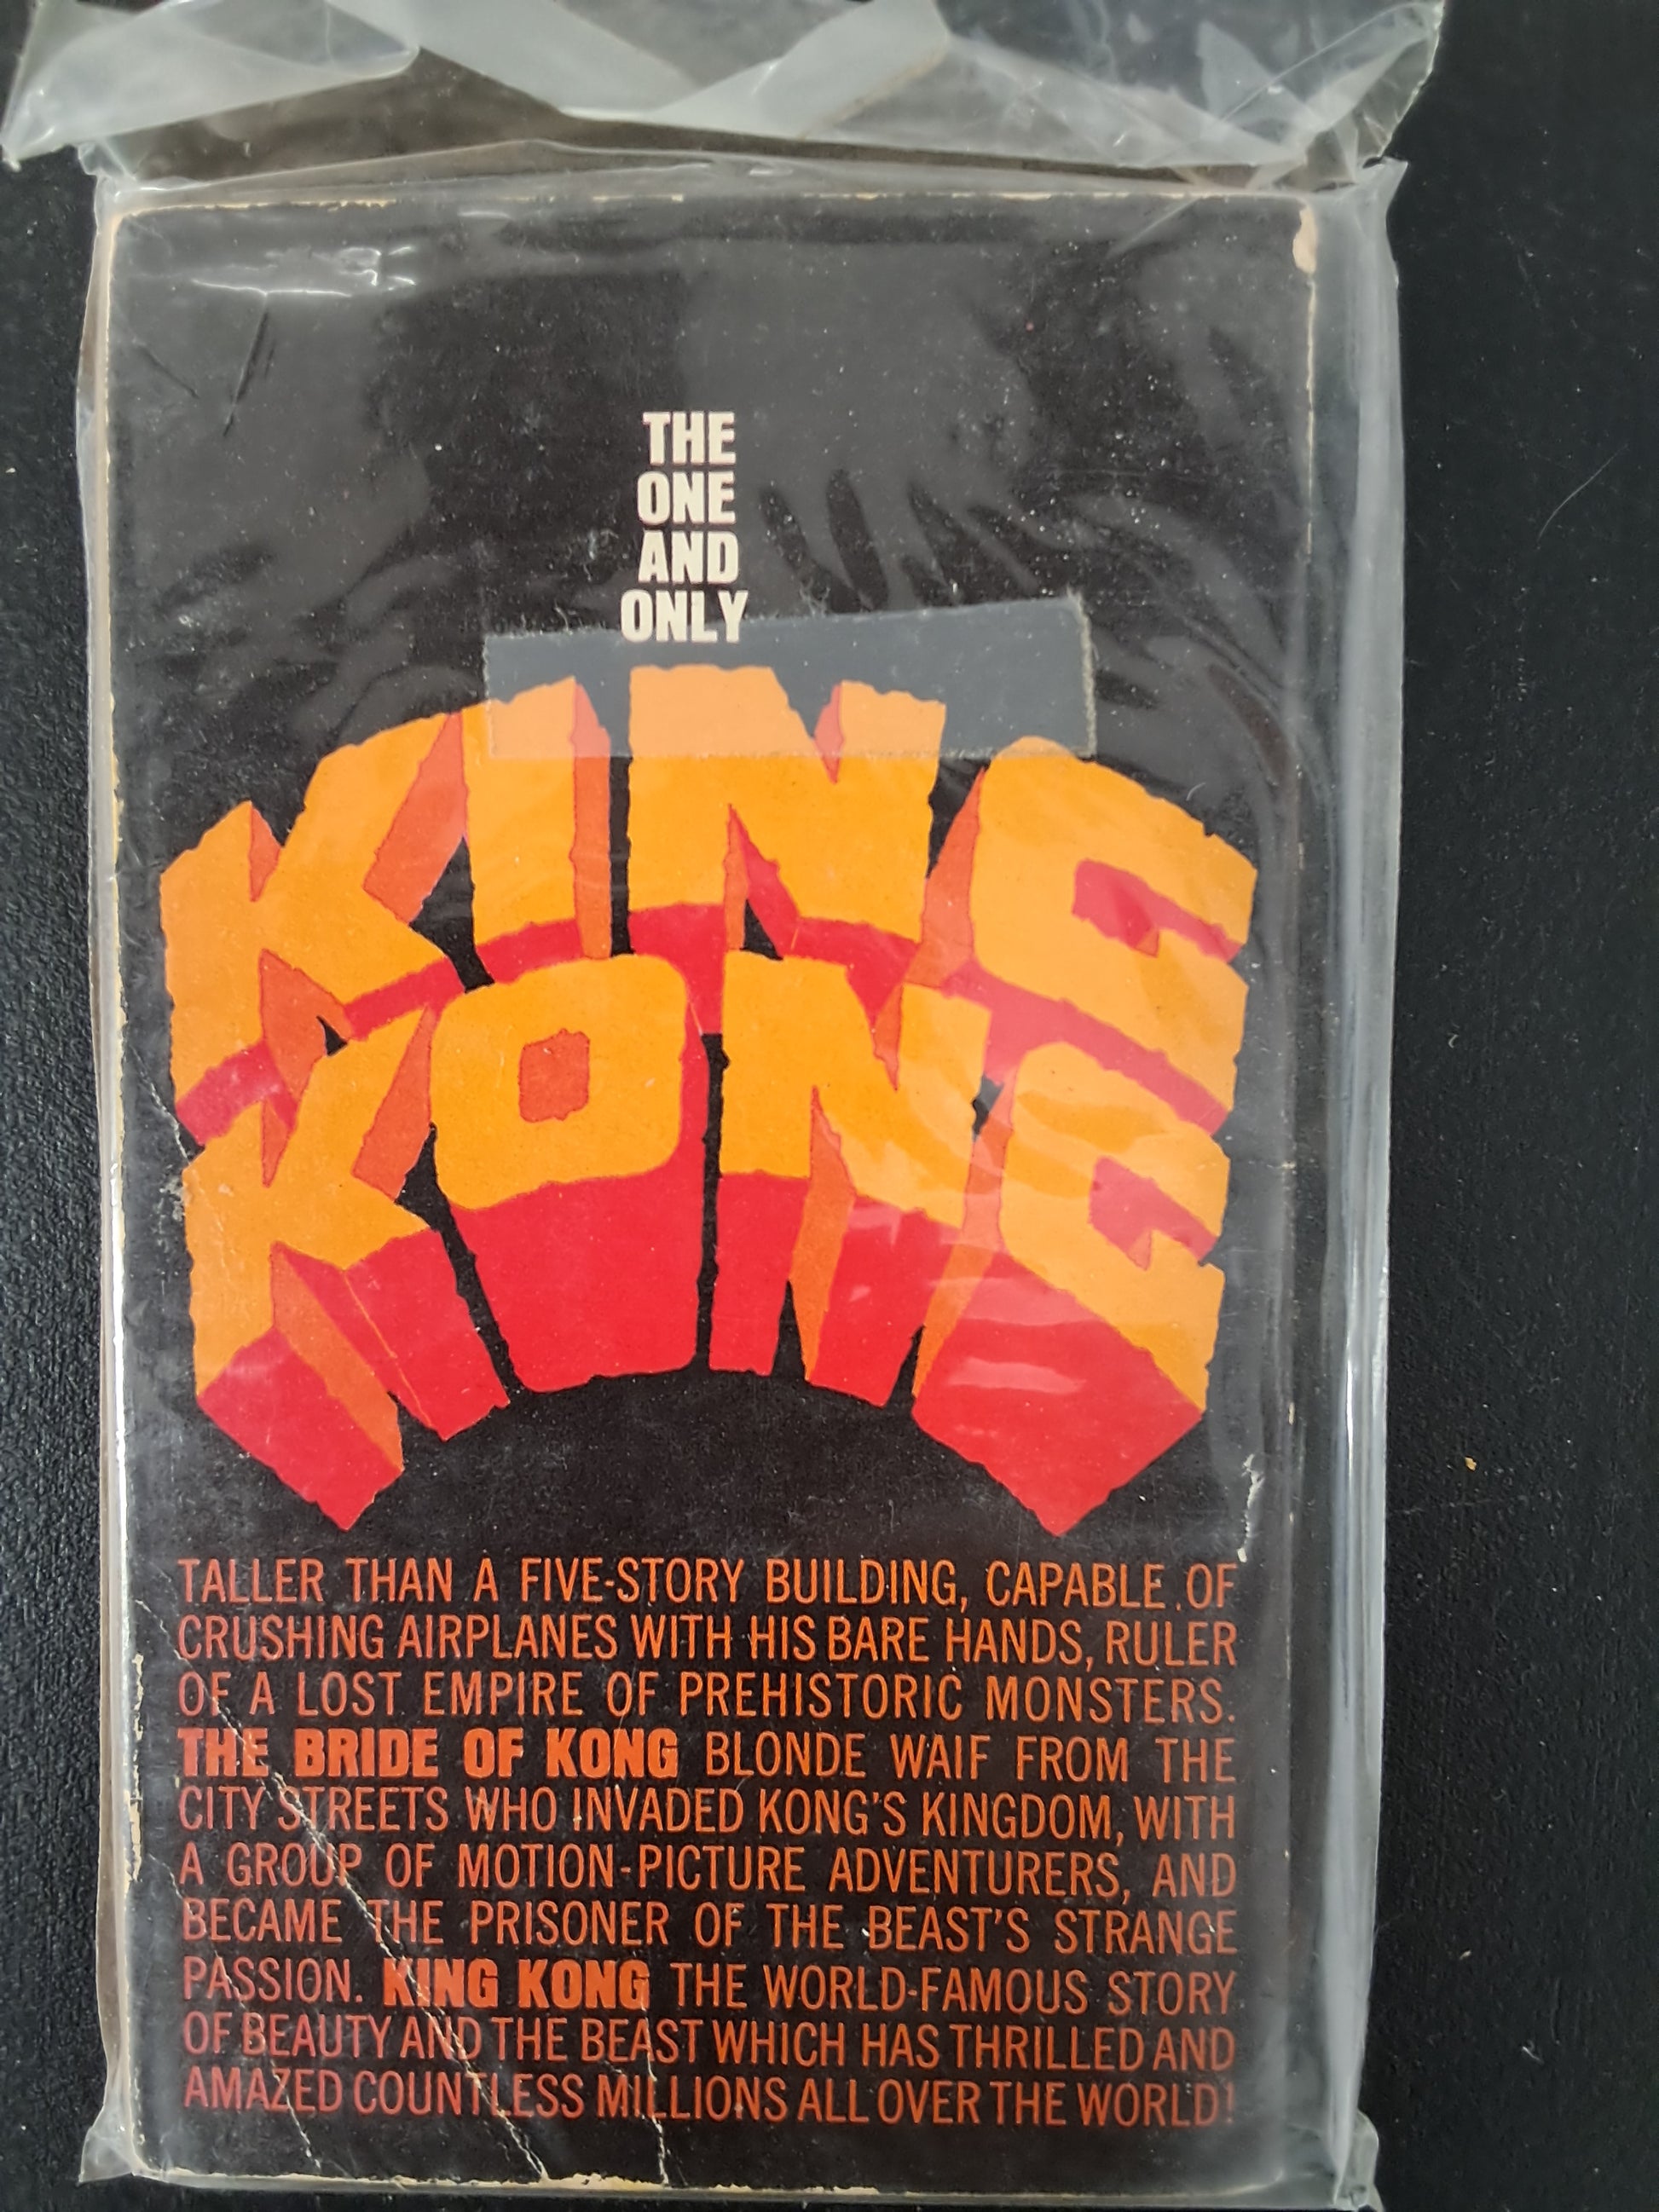 THE
ONE
AND
ONLY
KING
KONG
TALLER THAN A FIVE-STORY BUILDING, CAPABLE OF
CRUSHING AIRPLANES WITH HIS BARE HANDS, RULER
OF A LOST EMPIRE OF PREHISTORIC MONSTERS.
THE BRIDE OF KONG BLONDE WAIF FROM THE
CITY STREETS WHO INVADED KONG'S KINGDOM, WITH
A GROUP OF MOTION-PICTURE ADVENTURERS, AND
BECAME THE PRISONER OF THE BEAST'S STRANGE
PASSION. KING KONG THE WORLD-FAMOUS STORY
OF BEAUTY AND THE BEAST WHICH HAS THRILLED AND
AMAZED COUNTLESS MILLIONS ALL OVER THE WORLD!